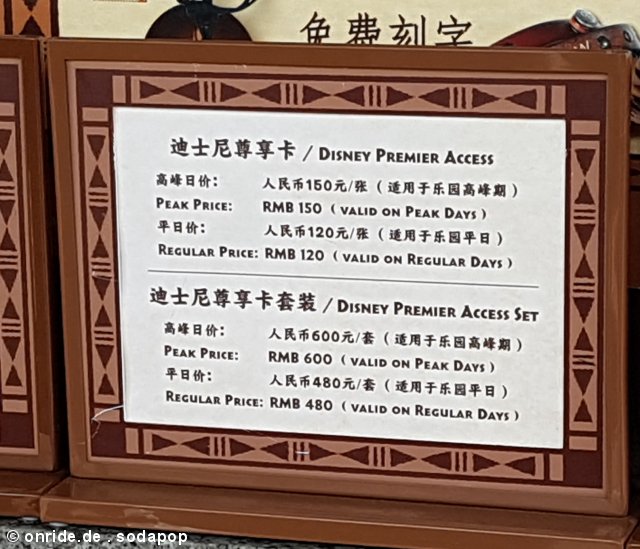 免费刻字
迪士尼尊享卡 / DISNEY PREMIER ACCESS
高峰日价: 人民币150元/张 (适用于乐园高峰期)
PEAK PRICE: RMB 150 (VALID ON PEAK DAYS)
平日价: 人民币120元/张 (适用于乐园平日)
REGULAR PRICE: RMB 120 (VALID ON REGULAR DAYS)
迪士尼尊享卡套装 / DISNEY PREMIER ACCESS SET
高峰日价: 人民币600元/套 (适用于乐园高峰期)
PEAK PRICE: RMB 600 (VALID ON PEAK DAYS)
平日价: 人民币480元/套 (适用于乐园平日)
REGULAR PRICE: RMB 480 (VALID ON REGULAR DAYS)
© onride.de , sodapop